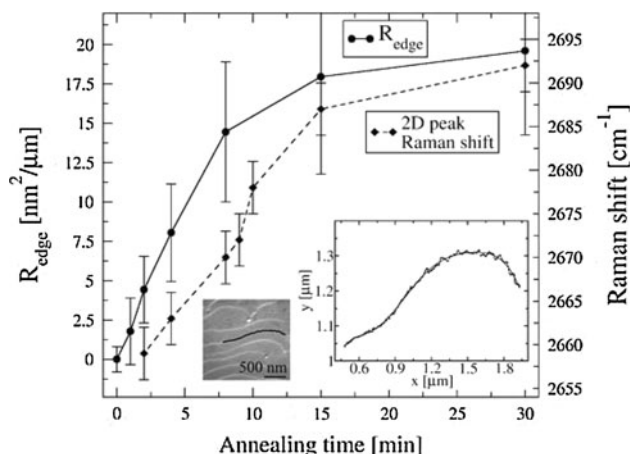 R_edge
2D peak
Raman shift
R_edge [nm²/μm]
20
17.5
15
12.5
10
7.5
5
2.5
0
2695
2690
2685
2680
2675
2670
2665
2660
2655
Raman shift [cm⁻¹]
500 nm
y [μm]
1.3
1.2
1.1
1
0.6 0.9 1.2 1.5 1.8
x [μm]
0 5 10 15 20 25 30
Annealing time [min]